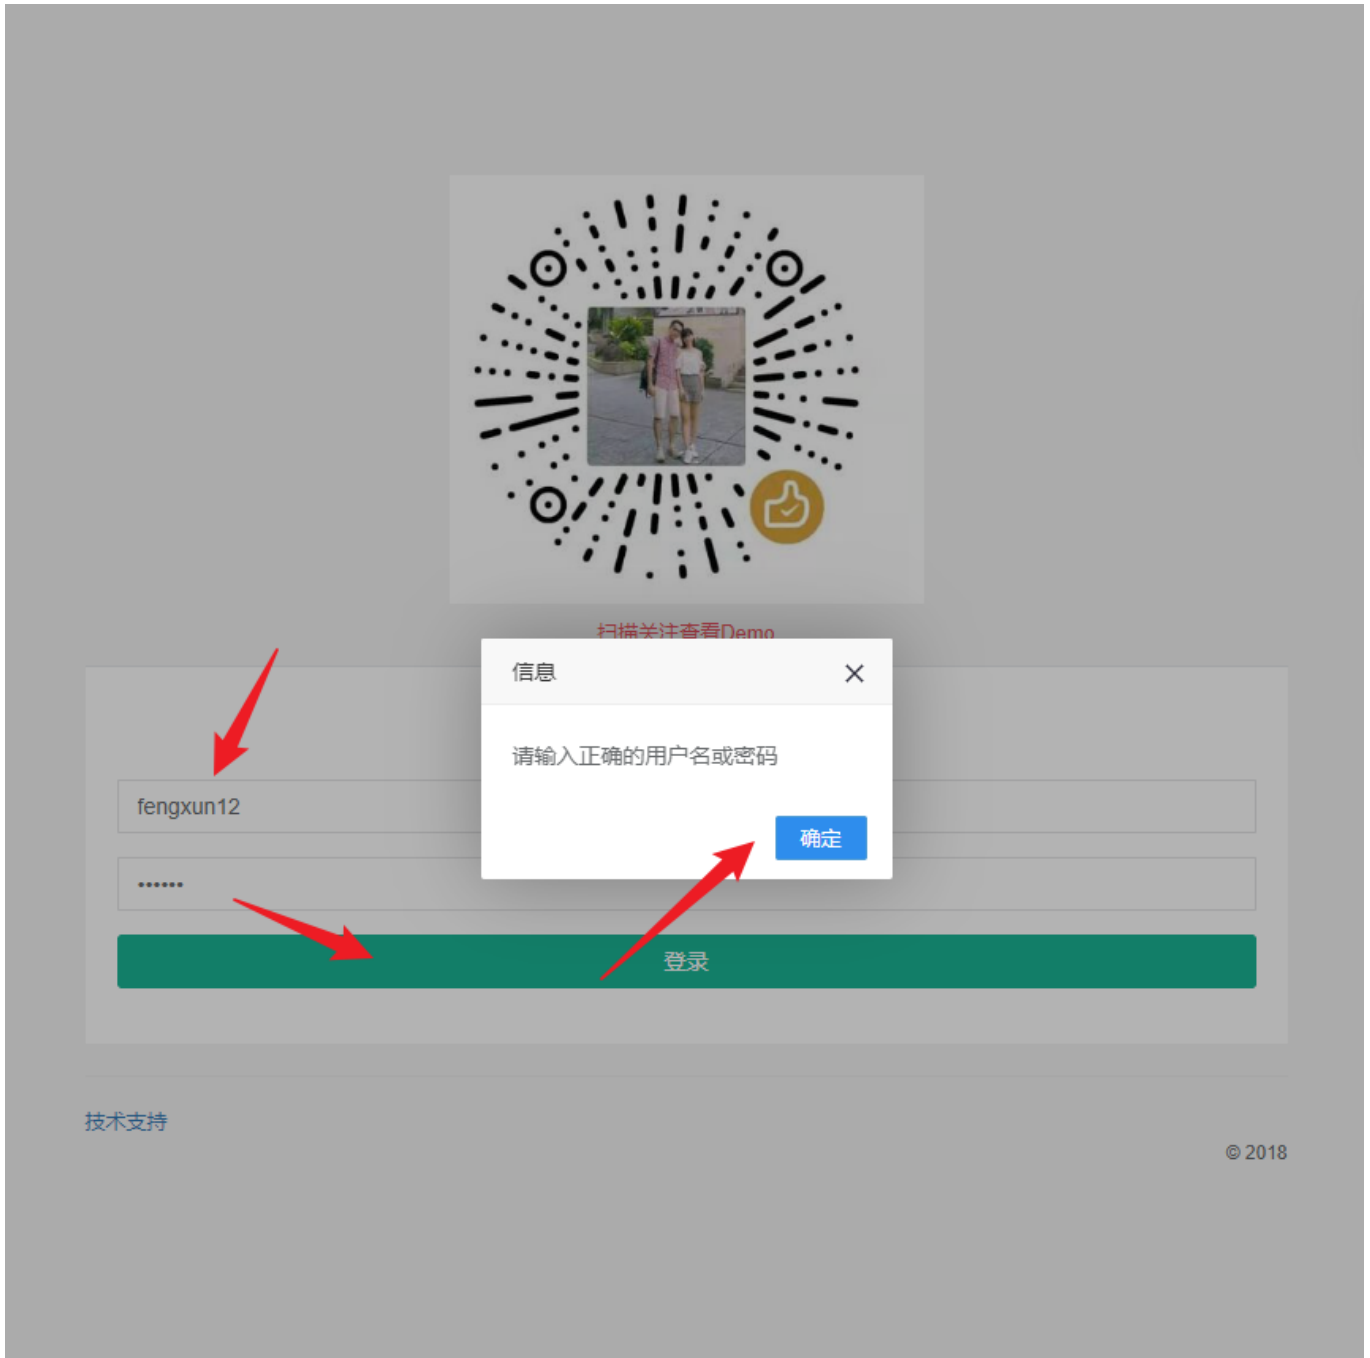 扫描关注查看Demo
信息
请输入正确的用户名或密码
确定
fengxun12
••••••
登录
技术支持
© 2018